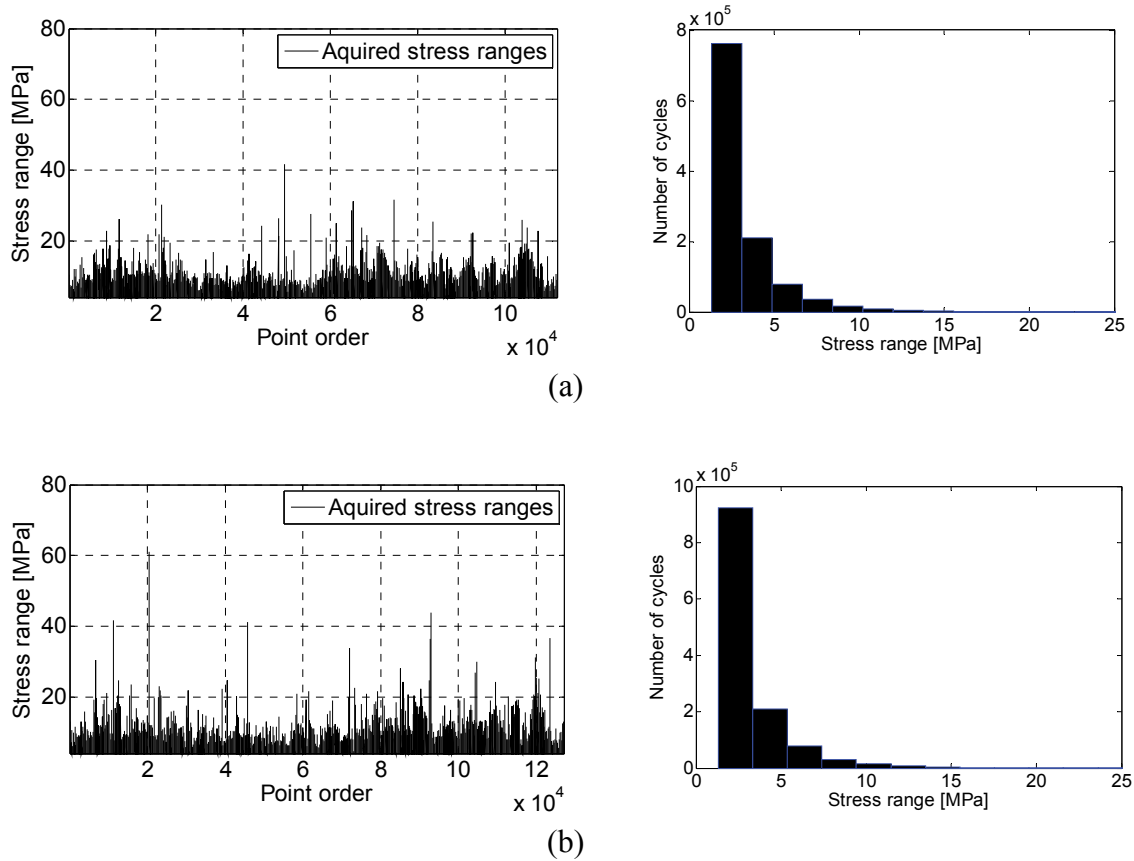 80
60
40
20
Stress range [MPa]
Aquired stress ranges
2 4 6 8 10
Point order
x 10^4
x 10^5
8
6
4
2
0
Number of cycles
0 5 10 15 20 25
Stress range [MPa]
(a)
80
60
40
20
Stress range [MPa]
Aquired stress ranges
2 4 6 8 10 12
Point order
x 10^4
10 x 10^5
8
6
4
2
0
Number of cycles
0 5 10 15 20 25
Stress range [MPa]
(b)